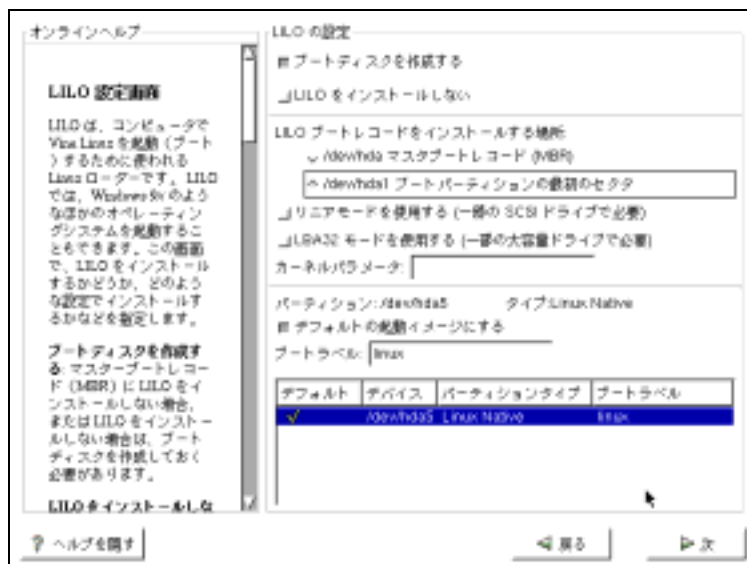 オンラインヘルプ
LILO 設定画面
LILO は、コンピュータで
Vine Linux を起動 (ブート
) するために使われる
Linux ローダーです。LILO
では、Windows 9x のよう
なほかのオペレーティン
グシステムを起動するこ
ともできます。この画面
で、LILO をインストール
するかどうか、どのよう
な設定でインストールす
るかなどを指定します。
ブートディスクを作成す
る: マスターブートレコー
ド (MBR) に LILO をイ
ンストールしない場合、
または LILO をインストー
ルしない場合は、ブート
ディスクを作成しておく
必要があります。
LILO をインストールしな
LILO の設定
ブートディスクを作成する
LILO をインストールしない
LILO ブートレコードをインストールする場所
/dev/hda マスタブートレコード (MBR)
/dev/hda1 ブートパーティションの最初のセクタ
リニアモードを使用する (一部の SCSI ドライブで必要)
LBA32 モードを使用する (一部の大容量ドライブで必要)
カーネルパラメータ:
パーティション: /dev/hda5 タイプ:Linux Native
デフォルトの起動イメージにする
ブートラベル: linux
デフォルト デバイス パーティションタイプ ブートラベル
/dev/hda5 Linux Native linux
? ヘルプを隠す
戻る
次